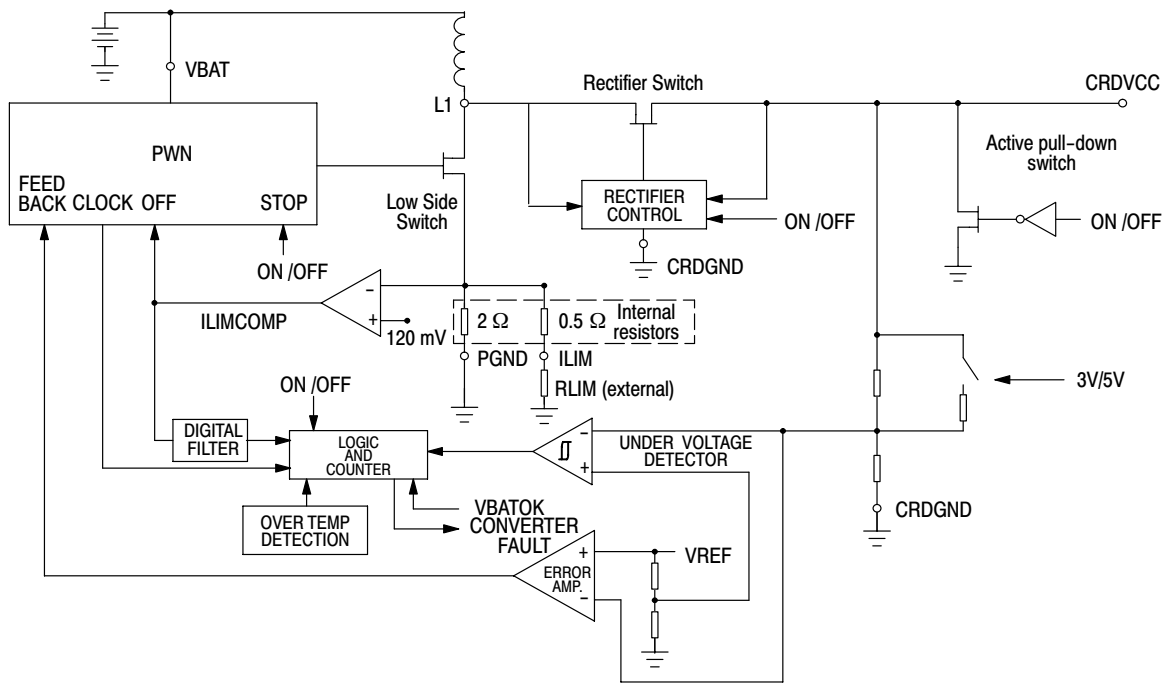 VBAT
L1
Rectifier Switch
CRDVCC
PWN
FEED
BACK CLOCK OFF
STOP
Low Side
Switch
RECTIFIER
CONTROL
ON /OFF
Active pull-down
switch
ON /OFF
CRDGND
ON /OFF
ILIMCOMP
-
+
120 mV
2 Ω
0.5 Ω
Internal
resistors
PGND
ILIM
RLIM (external)
3V/5V
ON /OFF
DIGITAL
FILTER
LOGIC
AND
COUNTER
-
+
UNDER VOLTAGE
DETECTOR
OVER TEMP
DETECTION
VBATOK
CONVERTER
FAULT
CRDGND
+
ERROR
AMP.
-
VREF